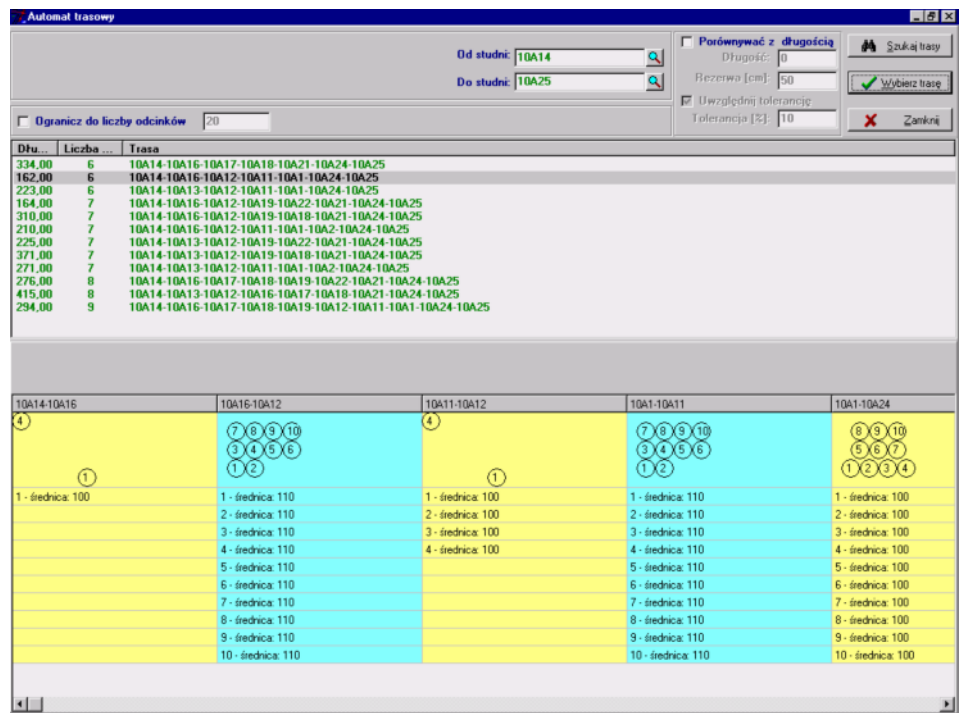 Automat trasowy
Od studni: 10A14
Do studni: 10A25
Porównywać z długością
Długość: 0
Rezerwa [cm]: 50
Uwzględnij tolerancję
Tolerancja [%]: 10
Szukaj trasy
Wybierz trasę
Zamknij
Ogranicz do liczby odcinków 20
Dłu... Liczba ... Trasa
334,00 6 10A14-10A16-10A17-10A18-10A21-10A24-10A25
162,00 6 10A14-10A16-10A12-10A11-10A1-10A24-10A25
223,00 6 10A14-10A13-10A12-10A11-10A1-10A24-10A25
164,00 7 10A14-10A16-10A12-10A19-10A22-10A21-10A24-10A25
310,00 7 10A14-10A16-10A12-10A19-10A18-10A21-10A24-10A25
210,00 7 10A14-10A16-10A12-10A11-10A1-10A2-10A24-10A25
225,00 7 10A14-10A13-10A12-10A19-10A22-10A21-10A24-10A25
371,00 7 10A14-10A13-10A12-10A19-10A18-10A21-10A24-10A25
271,00 7 10A14-10A13-10A12-10A11-10A1-10A2-10A24-10A25
276,00 8 10A14-10A16-10A17-10A18-10A19-10A22-10A21-10A24-10A25
415,00 8 10A14-10A13-10A12-10A16-10A17-10A18-10A21-10A24-10A25
294,00 9 10A14-10A16-10A17-10A18-10A19-10A12-10A11-10A1-10A24-10A25
10A14-10A16 10A16-10A12 10A11-10A12 10A1-10A11 10A1-10A24
4 7 8 9 10 4 7 8 9 10 8 9 10
3 4 5 6 3 4 5 6 5 6 7
1 1 2 1 1 2 1 2 3 4
1 - średnica: 100 1 - średnica: 110 1 - średnica: 100 1 - średnica: 110 1 - średnica: 100
2 - średnica: 110 2 - średnica: 100 2 - średnica: 110 2 - średnica: 100
3 - średnica: 110 3 - średnica: 100 3 - średnica: 110 3 - średnica: 100
4 - średnica: 110 4 - średnica: 100 4 - średnica: 110 4 - średnica: 100
5 - średnica: 110 5 - średnica: 110 5 - średnica: 100
6 - średnica: 110 6 - średnica: 110 6 - średnica: 100
7 - średnica: 110 7 - średnica: 110 7 - średnica: 100
8 - średnica: 110 8 - średnica: 110 8 - średnica: 100
9 - średnica: 110 9 - średnica: 110 9 - średnica: 100
10 - średnica: 110 10 - średnica: 110 10 - średnica: 100